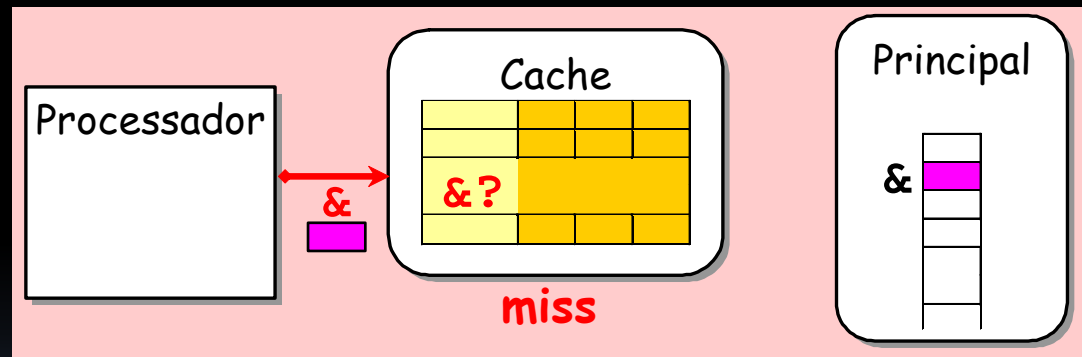 Processador
&
Cache
&?
miss
Principal
&